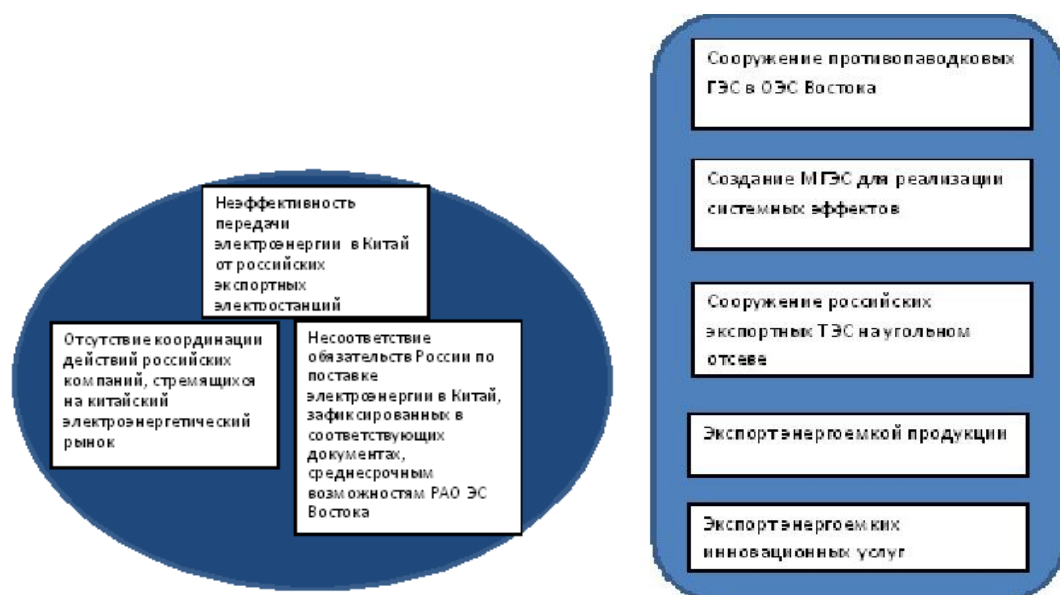 Неэффективность
передачи
электроэнергии в Китай
от российских
экспортных
электростанций
Отсутствие координации
действий российских
компаний, стремящихся
на китайский
электроэнергетический
рынок
Несоответствие
обязательств России по
поставке
электроэнергии в Китай,
зафиксированных в
соответствующих
документах,
среднесрочным
возможностям РАО ЭС
Востока
Сооружение противопаводковых
ГЭС в ОЭС Востока
Создание МГЭС для реализации
системных эффектов
Сооружение российских
экспортных ТЭС на угольном
отсеве
Экспорт энергоемкой продукции
Экспорт энергоемких
инновационных услуг